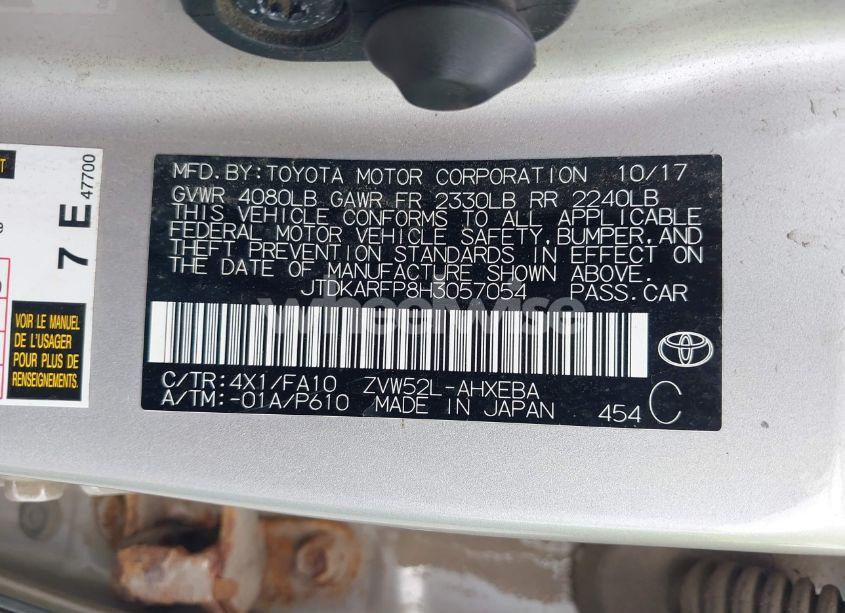 T
7 E
47700
VOIR LE MANUEL
DE L'USAGER
POUR PLUS DE
RENSEIGNEMENTS
MFD.BY:TOYOTA MOTOR CORPORATION 10/17
GVWR 4080LB GAWR FR 2330LB RR 2240LB
THIS VEHICLE CONFORMS TO ALL APPLICABLE
FEDERAL MOTOR VEHICLE SAFETY,BUMPER,AND
THEFT PREVENTION STANDARDS IN EFFECT ON
THE DATE OF MANUFACTURE SHOWN ABOVE.
JTDKARFP8H3057054 PASS.CAR
wheelwise
C/TR:4X1/FA10 ZVW52L-AHXEBA
A/TM:-01A/P610 MADE IN JAPAN 454 C